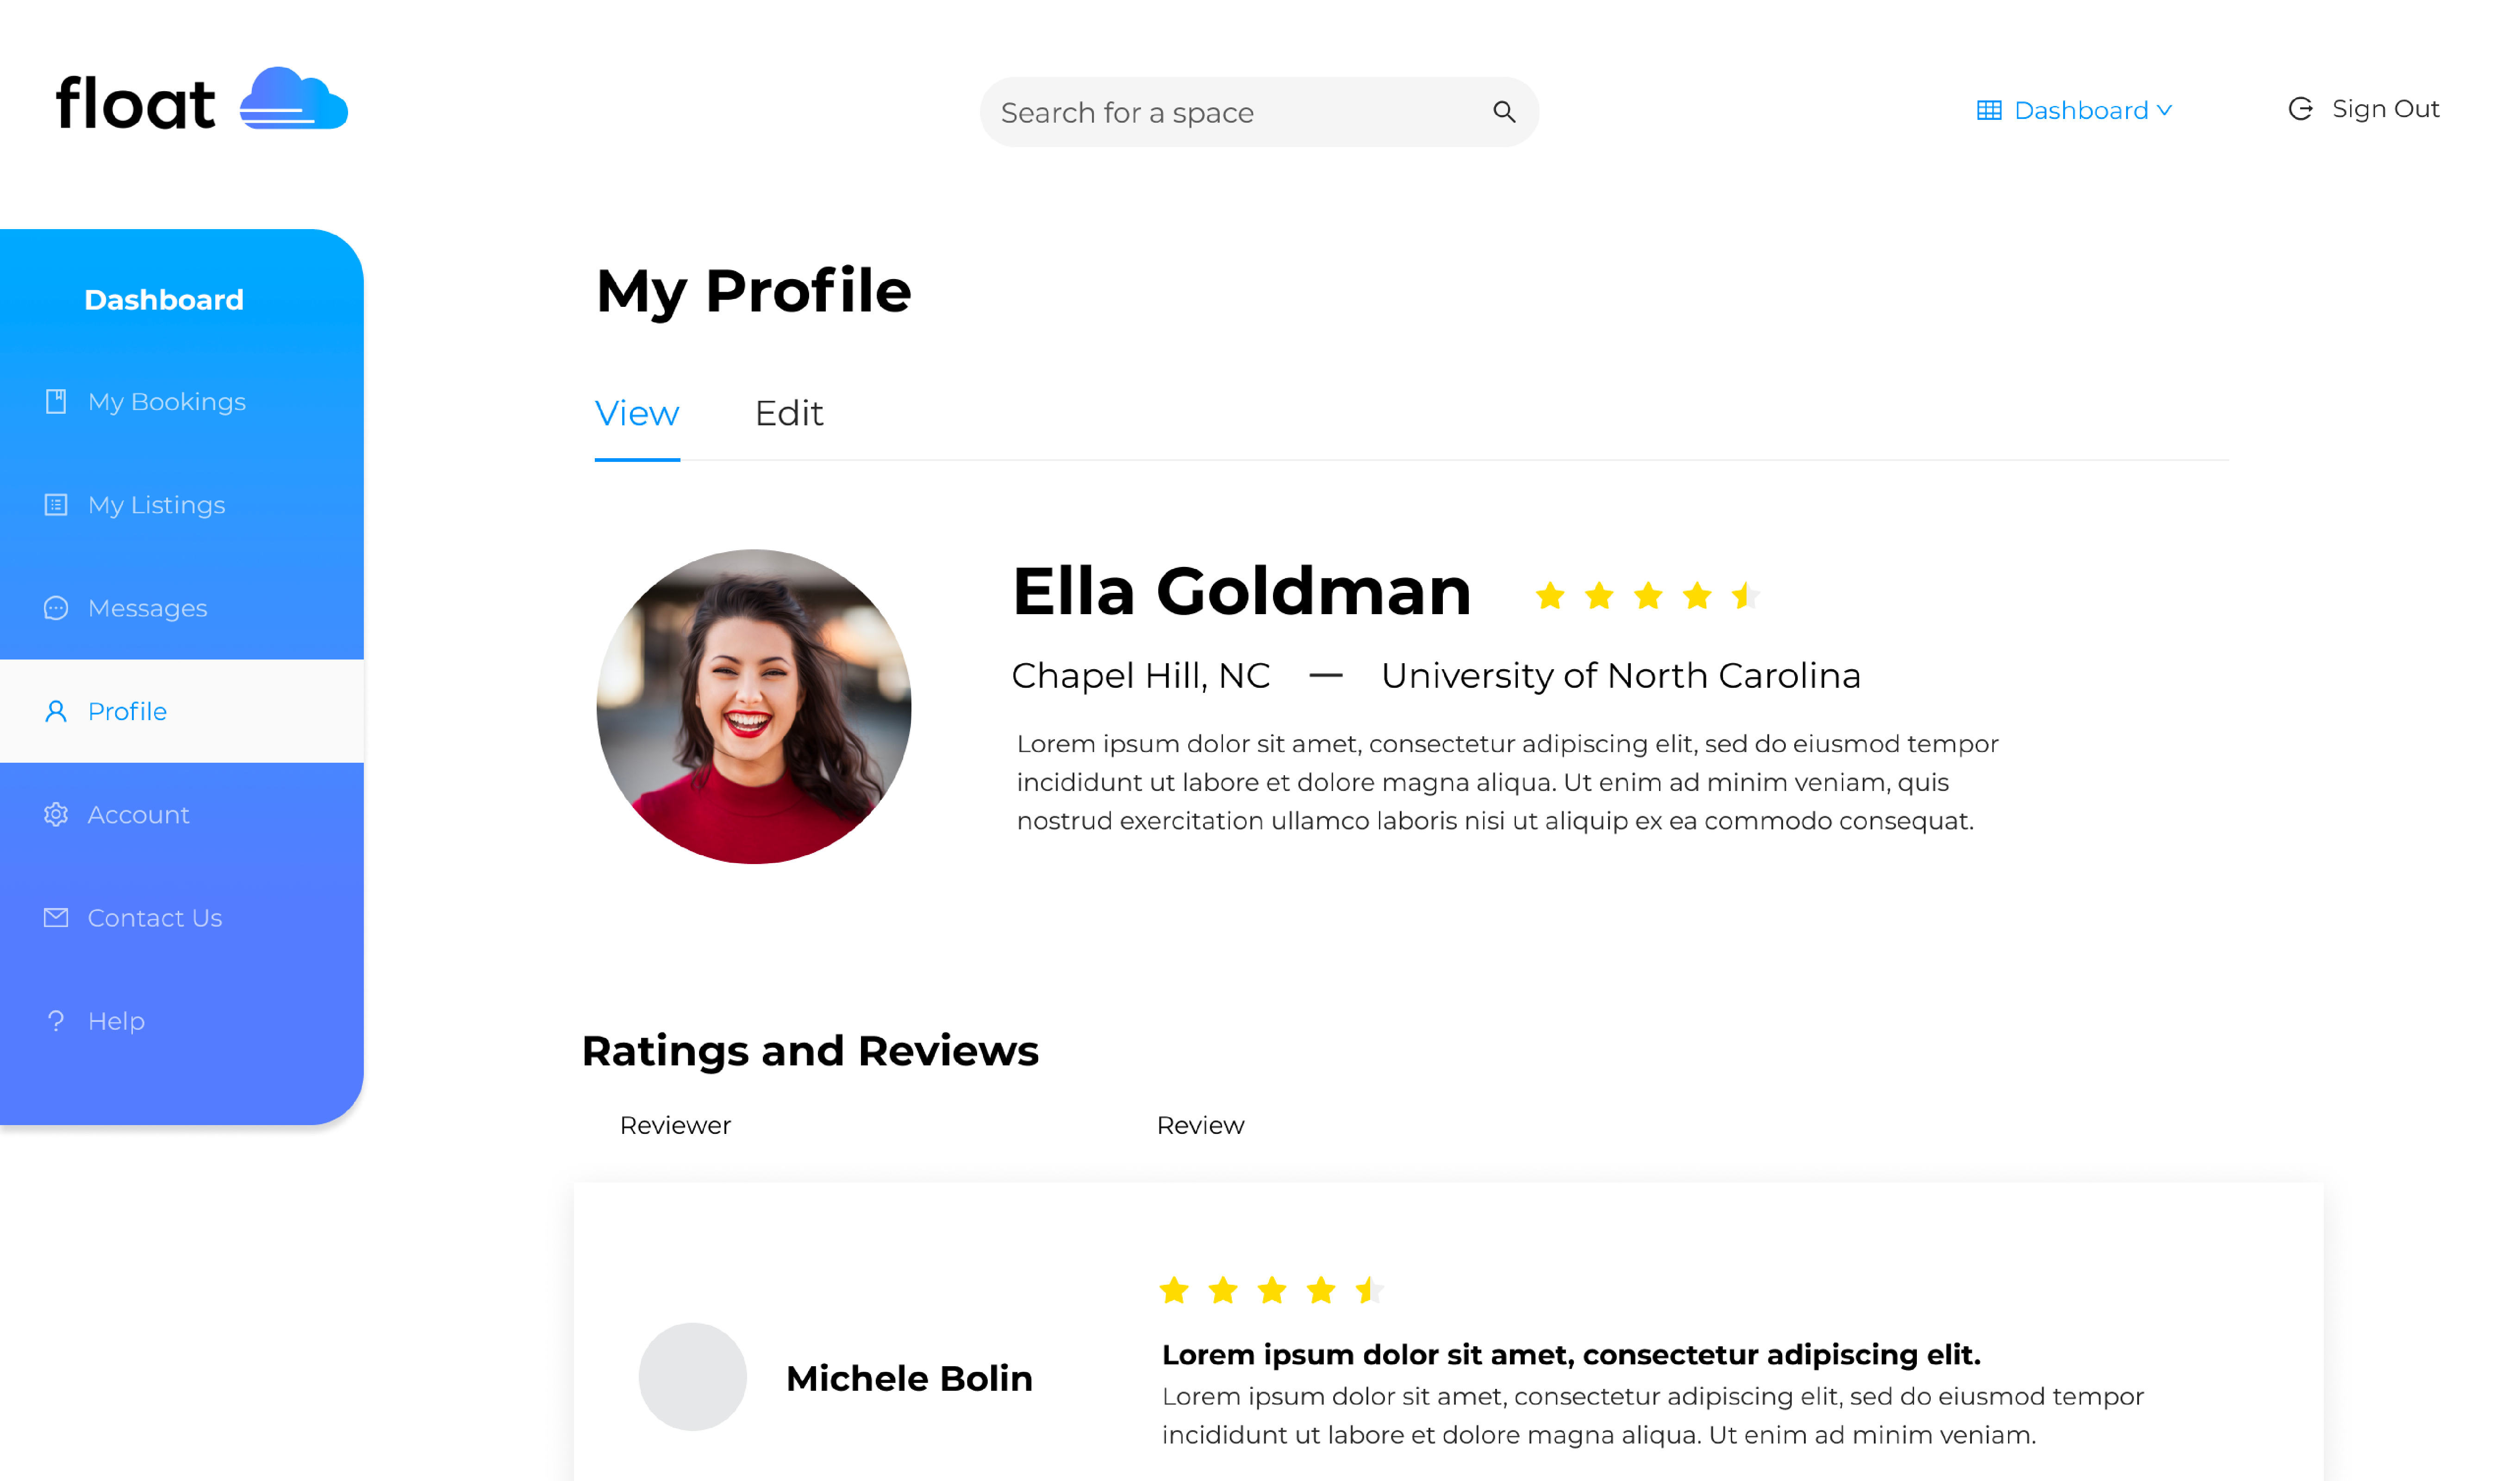 float
Search for a space
Dashboard
Sign Out
Dashboard
My Bookings
My Listings
Messages
Profile
Account
Contact Us
Help
My Profile
View
Edit
Ella Goldman
Chapel Hill, NC — University of North Carolina
Lorem ipsum dolor sit amet, consectetur adipiscing elit, sed do eiusmod tempor
incididunt ut labore et dolore magna aliqua. Ut enim ad minim veniam, quis
nostrud exercitation ullamco laboris nisi ut aliquip ex ea commodo consequat.
Ratings and Reviews
Reviewer
Review
Michele Bolin
Lorem ipsum dolor sit amet, consectetur adipiscing elit.
Lorem ipsum dolor sit amet, consectetur adipiscing elit, sed do eiusmod tempor
incididunt ut labore et dolore magna aliqua. Ut enim ad minim veniam.